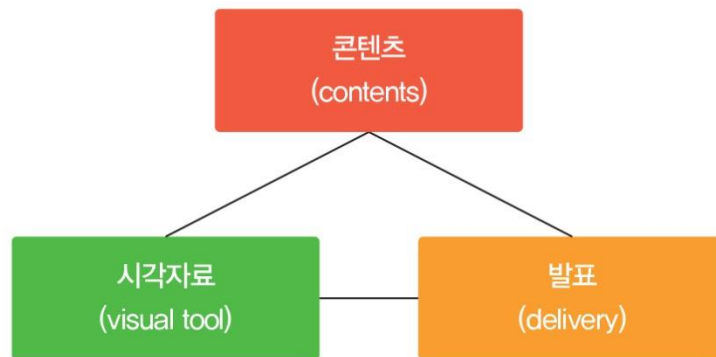 콘텐츠
(contents)
시각자료
(visual tool)
발표
(delivery)